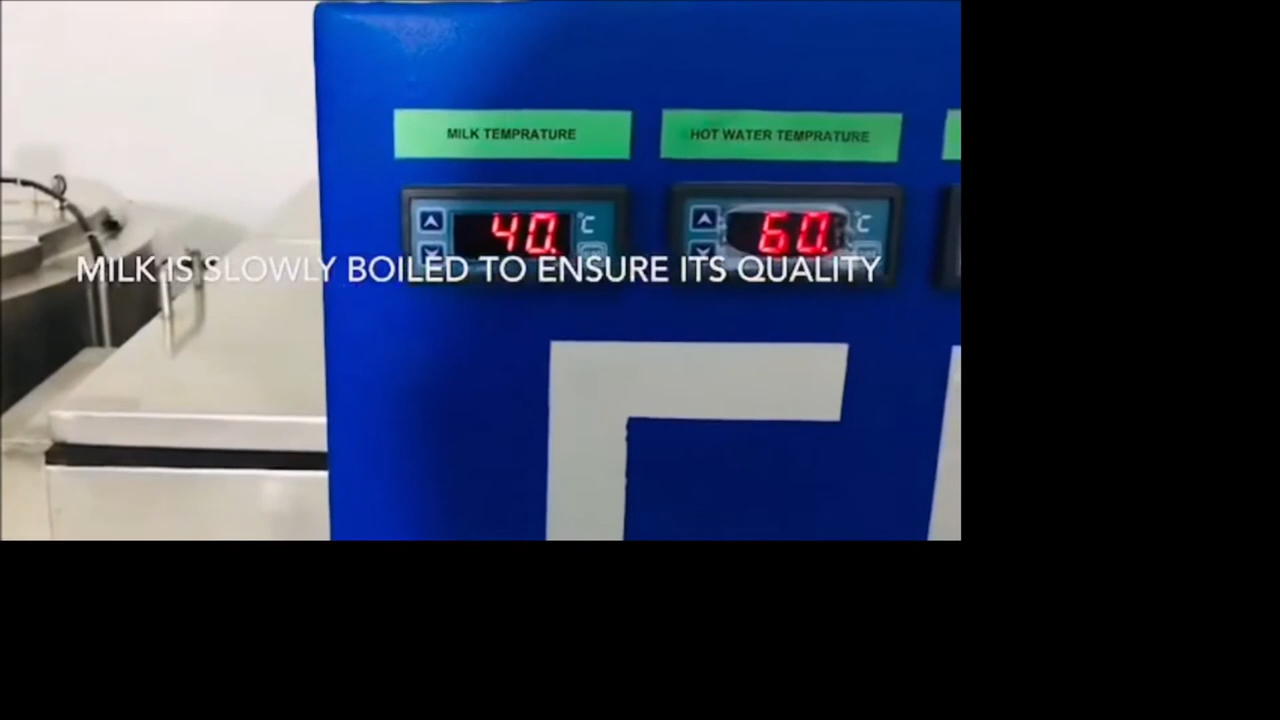 MILK TEMPRATURE
HOT WATER TEMPRATURE
40.
°C
60.
°C
MILK IS SLOWLY BOILED TO ENSURE ITS QUALITY